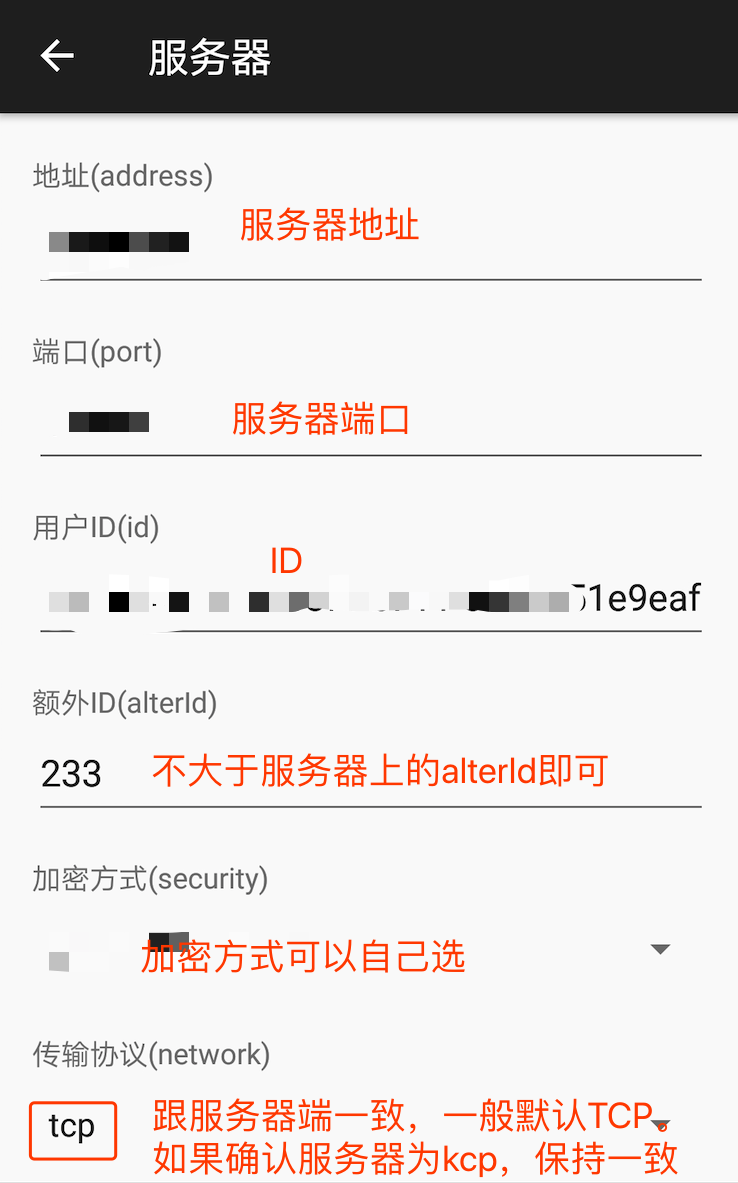 服务器
地址(address)
服务器地址
端口(port)
服务器端口
用户ID(id)
ID
51e9eaf
额外ID(alterId)
233 不大于服务器上的alterId即可
加密方式(security)
加密方式可以自己选
传输协议(network)
tcp 跟服务器端一致，一般默认TCP。
如果确认服务器为kcp，保持一致